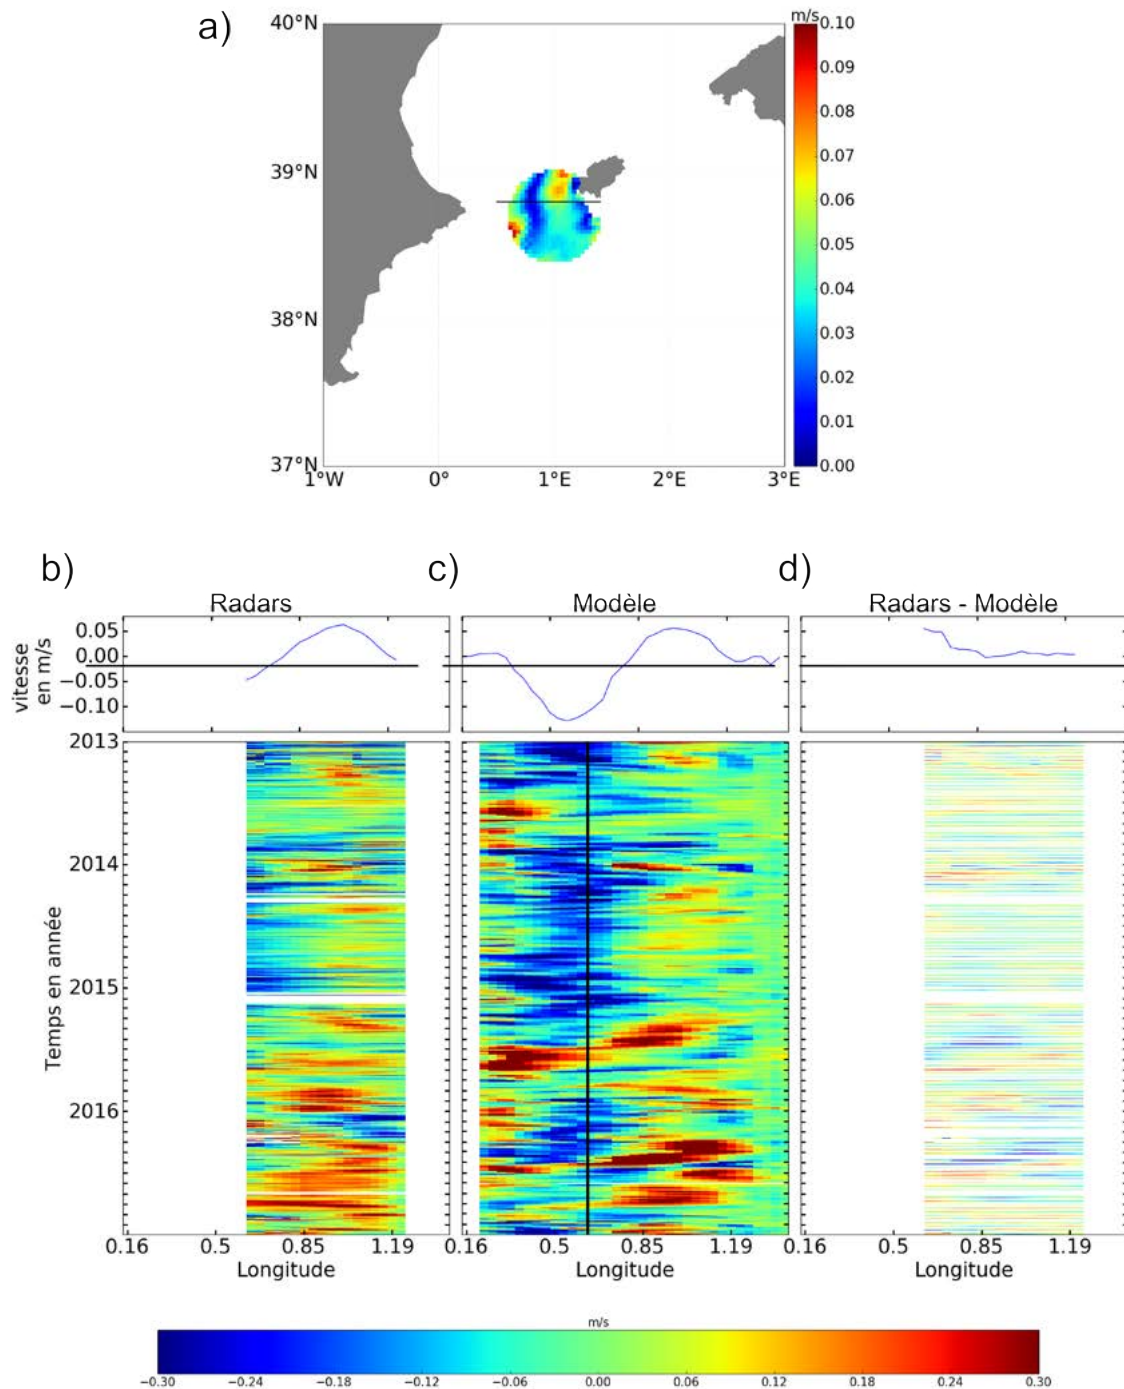 a)
m/s
40°N
39°N
38°N
37°N
1°W 0° 1°E 2°E 3°E
0.10
0.09
0.08
0.07
0.06
0.05
0.04
0.03
0.02
0.01
0.00
b) c) d)
Radars Modèle Radars - Modèle
vitesse
en m/s
0.05
0.00
−0.05
−0.10
Temps en année
2013
2014
2015
2016
0.16 0.5 0.85 1.19 0.16 0.5 0.85 1.19 0.16 0.5 0.85 1.19
Longitude Longitude Longitude
m/s
−0.30 −0.24 −0.18 −0.12 −0.06 0.00 0.06 0.12 0.18 0.24 0.30